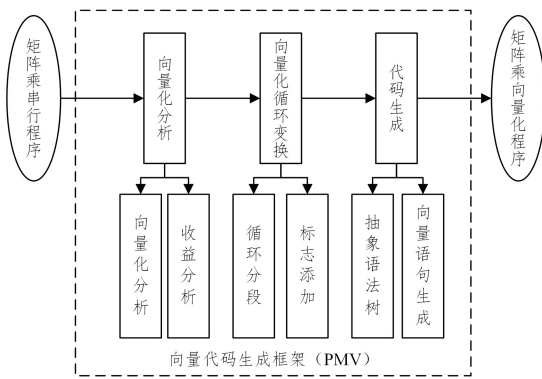 矩阵乘串行程序
向量化分析
向量化循环变换
代码生成
矩阵乘向量化程序
向量化分析
收益分析
循环分段
标志添加
抽象语法树
向量语句生成
向量代码生成框架（PMV）